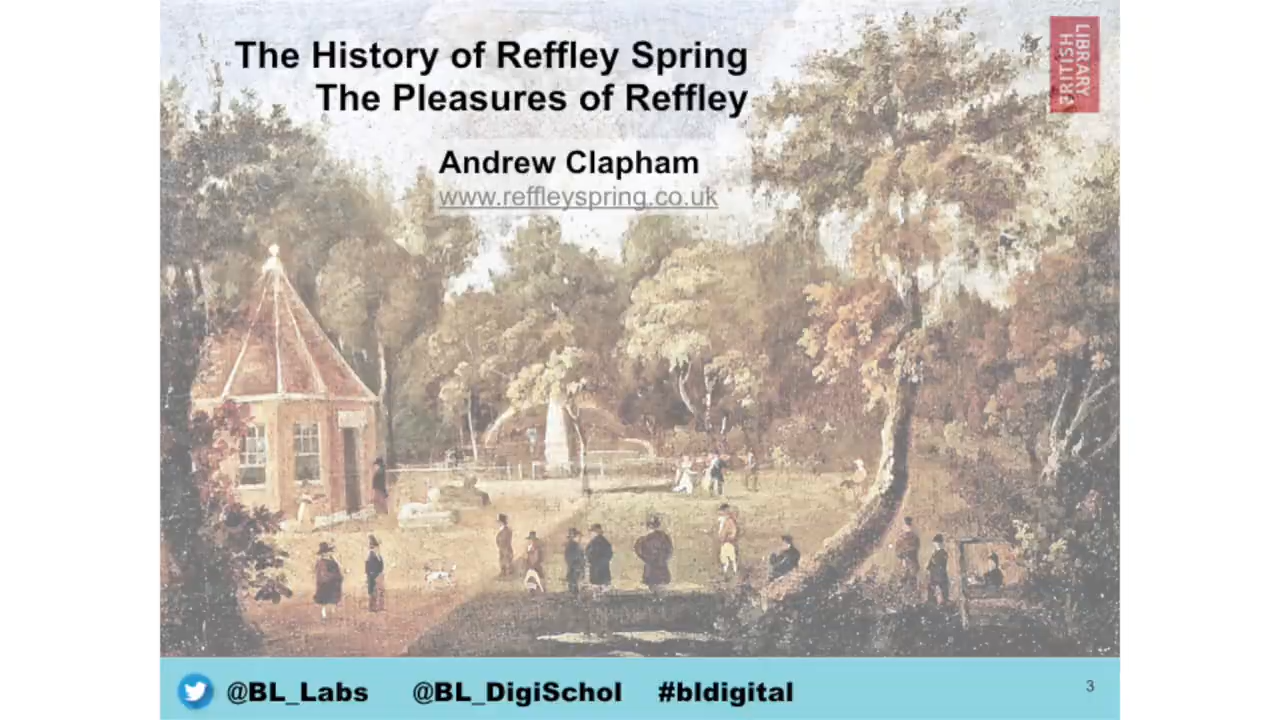 The History of Reffley Spring
The Pleasures of Reffley
Andrew Clapham
www.reffleyspring.co.uk
BRITISH
LIBRARY
@BL_Labs @BL_DigiSchol #bldigital
3